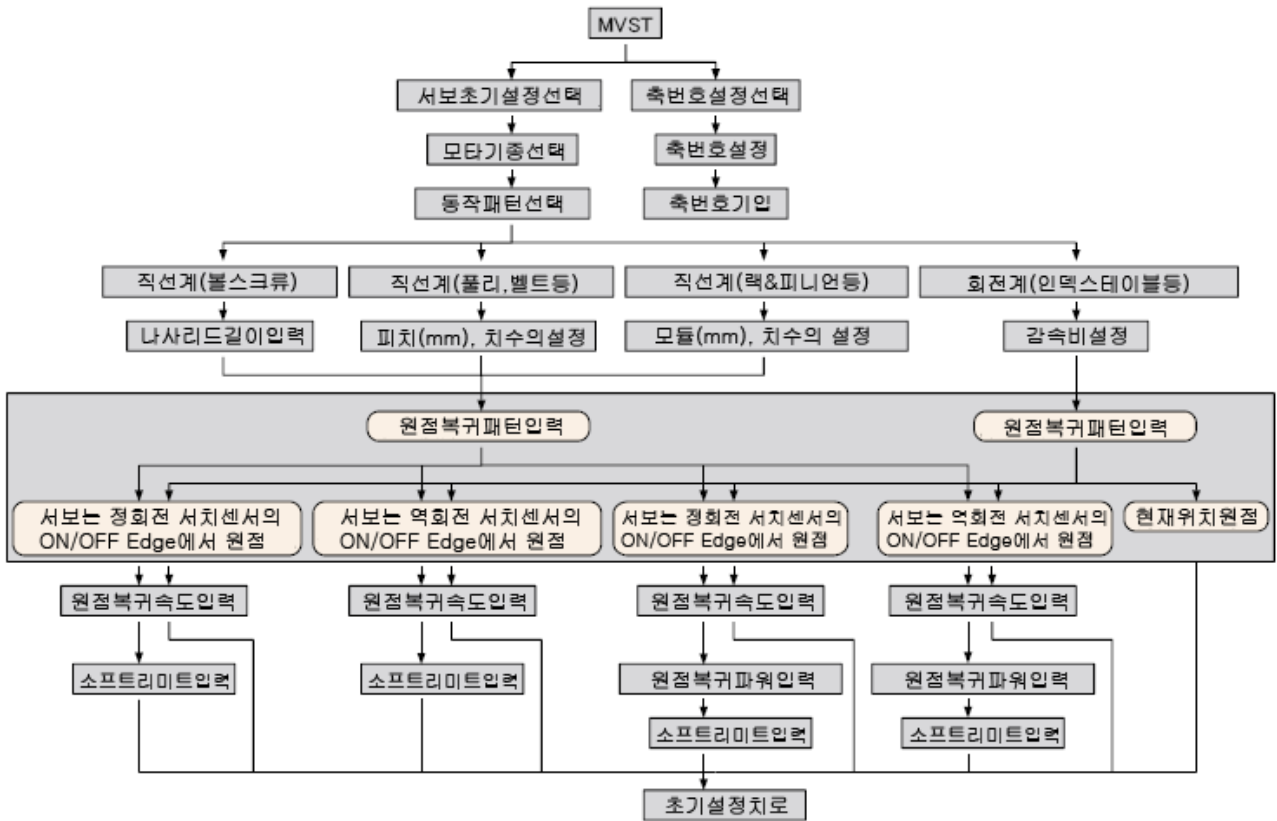 MVST
서보초기설정선택
축번호설정선택
모타기종선택
축번호설정
동작패턴선택
축번호기입
직선계(볼스크류)
직선계(풀리,벨트등)
직선계(랙&피니언등)
회전계(인덱스테이블등)
나사리드길이입력
피치(mm), 치수의설정
모듈(mm), 치수의 설정
감속비설정
원점복귀패턴입력
원점복귀패턴입력
서보는 정회전 서치센서의
ON/OFF Edge에서 원점
서보는 역회전 서치센서의
ON/OFF Edge에서 원점
서보는 정회전 서치센서의
ON/OFF Edge에서 원점
서보는 역회전 서치센서의
ON/OFF Edge에서 원점
현재위치원점
원점복귀속도입력
원점복귀속도입력
원점복귀속도입력
원점복귀속도입력
소프트리미트입력
소프트리미트입력
원점복귀파워입력
원점복귀파워입력
소프트리미트입력
소프트리미트입력
초기설정치로